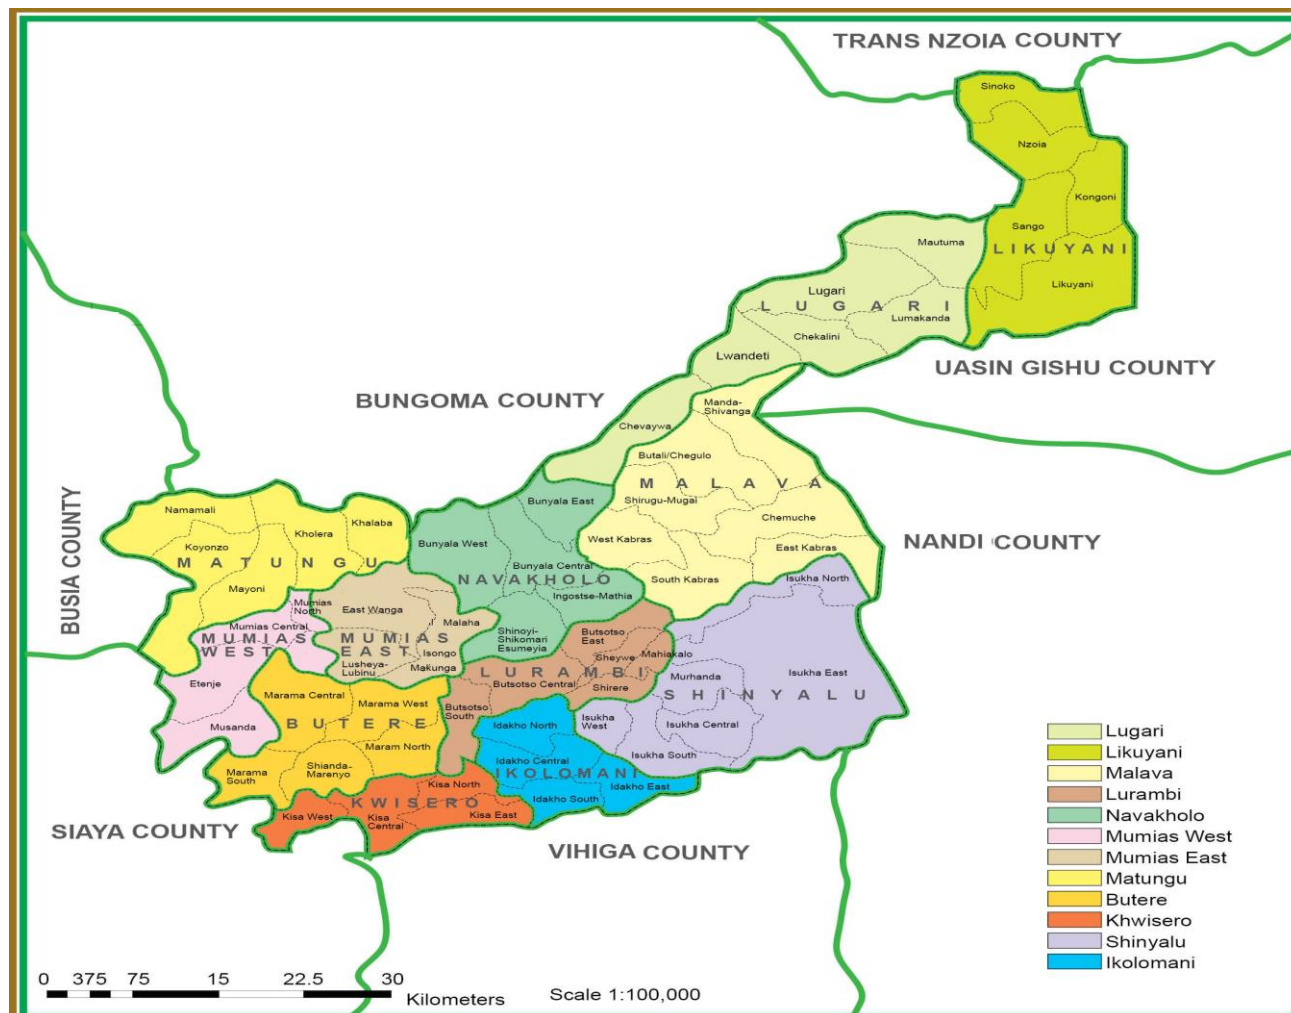 TRANS NZOIA COUNTY
Sinoko
Nzoia
Kongoni
Sango
LIKUYANI
Likuyani
Mautuma
Lugari
LUGARI
Lumakanda
Chekalini
Lwandeti
UASIN GISHU COUNTY
BUNGOMA COUNTY
Manda-
Shivanga
Chevaywa
Butali/Chegulo
MALAVA
Shirugu-Mugai
Chemuche
West Kabras
East Kabras
South Kabras
NANDI COUNTY
BUSIA COUNTY
Namamali
Khalaba
Kholera
Koyonzo
MATUNGU
Mayoni
Bunyala East
Bunyala West
Bunyala Central
NAVAKHOLO
Ingostse-Mathia
Shinoyi-
Shikomari
Esumeyia
Mumias
North
Mumias Central
MUMIAS
WEST
Etenje
Musanda
East Wanga
Malaha
MUMIAS
EAST
Isongo
Lusheya-
Lubinu
Makunga
Butsotso
East
Sheywe
Mahiakalo
LURAMBI
Butsotso Central
Shirere
Butsotso
South
Isukha North
Isukha East
Murhanda
SHINYALU
Isukha
West
Isukha Central
Isukha South
Marama Central
Marama West
BUTERE
Maram North
Marama
South
Shianda-
Marenyo
Idakho North
Idakho Central
IKOLOMANI
Idakho East
Idakho South
Kisa North
KWISERO
Kisa West
Kisa
Central
Kisa East
SIAYA COUNTY
VIHIGA COUNTY
Lugari
Likuyani
Malava
Lurambi
Navakholo
Mumias West
Mumias East
Matungu
Butere
Khwisero
Shinyalu
Ikolomani
0 375 75 15 22.5 30
Kilometers
Scale 1:100,000